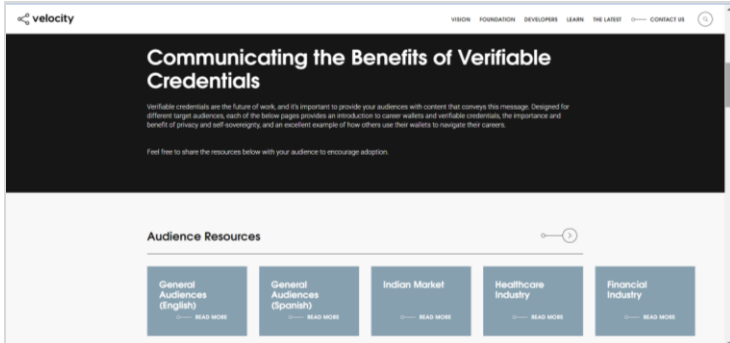 velocity
VISION FOUNDATION DEVELOPERS LEARN THE LATEST CONTACT US
Communicating the Benefits of Verifiable
Credentials
Verifiable credentials are the future of work, and it's important to provide your audiences with content that conveys this message. Designed for
different target audiences, each of the below pages provides an introduction to career wallets and verifiable credentials, the importance and
benefit of privacy and self-sovereignty, and an excellent example of how others use their wallets to navigate their careers.
Feel free to share the resources below with your audience to encourage adoption.
Audience Resources
General
Audiences
(English)
READ MORE
General
Audiences
(Spanish)
READ MORE
Indian Market
READ MORE
Healthcare
Industry
READ MORE
Financial
Industry
READ MORE